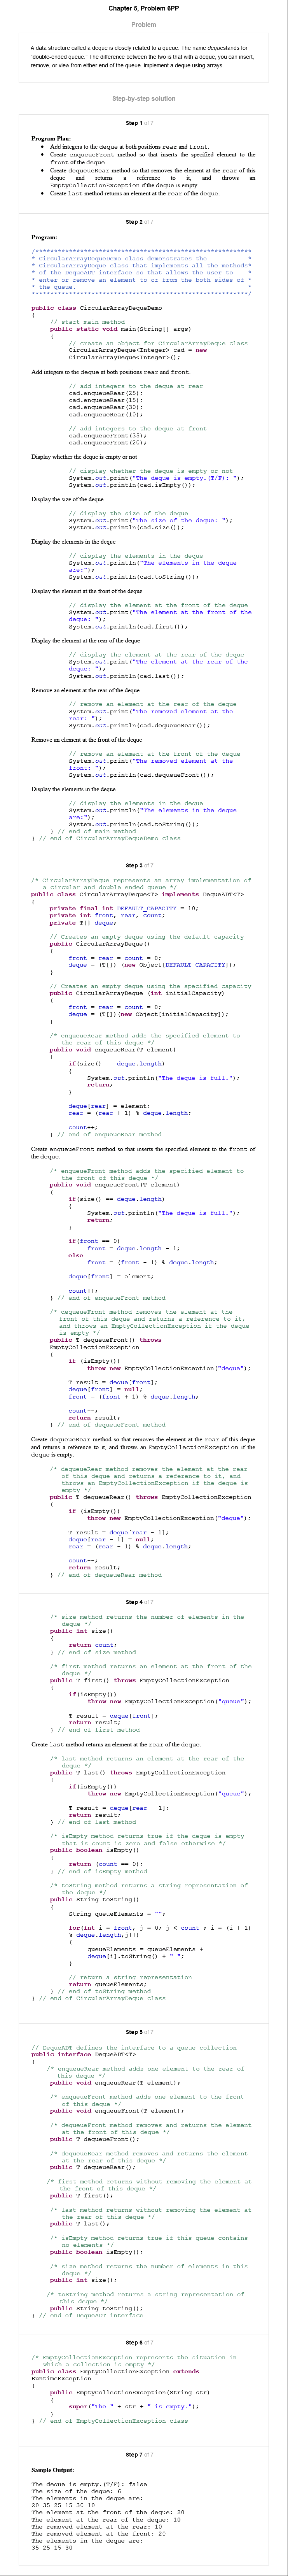 Chapter 5, Problem 6PP
Problem
A data structure called a deque is closely related to a queue. The name dequestands for
"double-ended queue." The difference between the two is that with a deque, you can insert,
remove, or view from either end of the queue. Implement a deque using arrays.
Step-by-step solution
Step 1 of 7
Program Plan:
• Add integers to the deque at both positions rear and front.
• Create enqueueFront method so that inserts the specified element to the
front of the deque.
• Create dequeueRear method so that removes the element at the rear of this
deque and returns a reference to it, and throws an
EmptyCollectionException if the deque is empty.
• Create last method returns an element at the rear of the deque.
Step 2 of 7
Program:
/******************************************************
* CircularArrayDequeDemo class demonstrates the *
* CircularArrayDeque class that implements all the methods*
* of the DequeADT interface so that allows the user to *
* enter or remove an element to or from the both sides of *
* the queue. *
******************************************************/
public class CircularArrayDequeDemo
{
// start main method
public static void main(String[] args)
{
// create an object for CircularArrayDeque class
CircularArrayDeque<Integer> cad = new
CircularArrayDeque<Integer>();
Add integers to the deque at both positions rear and front.
// add integers to the deque at rear
cad.enqueueRear(25);
cad.enqueueRear(15);
cad.enqueueRear(30);
cad.enqueueRear(10);
// add integers to the deque at front
cad.enqueueFront(35);
cad.enqueueFront(20);
Display whether the deque is empty or not
// display whether the deque is empty or not
System.out.print("The deque is empty.(T/F): ");
System.out.println(cad.isEmpty());
Display the size of the deque
// display the size of the deque
System.out.print("The size of the deque: ");
System.out.println(cad.size());
Display the elements in the deque
// display the elements in the deque
System.out.println("The elements in the deque
are:");
System.out.println(cad.toString());
Display the element at the front of the deque
// display the element at the front of the deque
System.out.print("The element at the front of the
deque: ");
System.out.println(cad.first());
Display the element at the rear of the deque
// display the element at the rear of the deque
System.out.print("The element at the rear of the
deque: ");
System.out.println(cad.last());
Remove an element at the rear of the deque
// remove an element at the rear of the deque
System.out.print("The removed element at the
rear: ");
System.out.println(cad.dequeueRear());
Remove an element at the front of the deque
// remove an element at the front of the deque
System.out.print("The removed element at the
front: ");
System.out.println(cad.dequeueFront());
Display the elements in the deque
// display the elements in the deque
System.out.println("The elements in the deque
are:");
System.out.println(cad.toString());
} // end of main method
} // end of CircularArrayDequeDemo class
Step 3 of 7
/* CircularArrayDeque represents an array implementation of
a circular and double ended queue */
public class CircularArrayDeque<T> implements DequeADT<T>
{
private final int DEFAULT_CAPACITY = 10;
private int front, rear, count;
private T[] deque;
// Creates an empty deque using the default capacity
public CircularArrayDeque()
{
front = rear = count = 0;
deque = (T[]) (new Object[DEFAULT_CAPACITY]);
}
// Creates an empty deque using the specified capacity
public CircularArrayDeque (int initialCapacity)
{
front = rear = count = 0;
deque = (T[])(new Object[initialCapacity]);
}
/* enqueueRear method adds the specified element to
the rear of this deque */
public void enqueueRear(T element)
{
if(size() == deque.length)
{
System.out.println("The deque is full.");
return;
}
deque[rear] = element;
rear = (rear + 1) % deque.length;
count++;
} // end of enqueueRear method
Create enqueueFront method so that inserts the specified element to the front of
the deque.
/* enqueueFront method adds the specified element to
the front of this deque */
public void enqueueFront(T element)
{
if(size() == deque.length)
{
System.out.println("The deque is full.");
return;
}
if(front == 0)
front = deque.length - 1;
else
front = (front - 1) % deque.length;
deque[front] = element;
count++;
} // end of enqueueFront method
/* dequeueFront method removes the element at the
front of this deque and returns a reference to it,
and throws an EmptyCollectionException if the deque
is empty */
public T dequeueFront() throws
EmptyCollectionException
{
if (isEmpty())
throw new EmptyCollectionException("deque");
T result = deque[front];
deque[front] = null;
front = (front + 1) % deque.length;
count--;
return result;
} // end of dequeueFront method
Create dequeueRear method so that removes the element at the rear of this deque
and returns a reference to it, and throws an EmptyCollectionException if the
deque is empty.
/* dequeueRear method removes the element at the rear
of this deque and returns a reference to it, and
throws an EmptyCollectionException if the deque is
empty */
public T dequeueRear() throws EmptyCollectionException
{
if (isEmpty())
throw new EmptyCollectionException("deque");
T result = deque[rear - 1];
deque[rear - 1] = null;
rear = (rear - 1) % deque.length;
count--;
return result;
} // end of dequeueRear method
Step 4 of 7
/* size method returns the number of elements in the
deque */
public int size()
{
return count;
} // end of size method
/* first method returns an element at the front of the
deque */
public T first() throws EmptyCollectionException
{
if(isEmpty())
throw new EmptyCollectionException("queue");
T result = deque[front];
return result;
} // end of first method
Create last method returns an element at the rear of the deque.
/* last method returns an element at the rear of the
deque */
public T last() throws EmptyCollectionException
{
if(isEmpty())
throw new EmptyCollectionException("queue");
T result = deque[rear - 1];
return result;
} // end of last method
/* isEmpty method returns true if the deque is empty
that is count is zero and false otherwise */
public boolean isEmpty()
{
return (count == 0);
} // end of isEmpty method
/* toString method returns a string representation of
the deque */
public String toString()
{
String queueElements = "";
for(int i = front, j = 0; j < count ; i = (i + 1)
% deque.length,j++)
{
queueElements = queueElements +
deque[i].toString() + " ";
}
// return a string representation
return queueElements;
} // end of toString method
} // end of CircularArrayDeque class
Step 5 of 7
// DequeADT defines the interface to a queue collection
public interface DequeADT<T>
{
/* enqueueRear method adds one element to the rear of
this deque */
public void enqueueRear(T element);
/* enqueueFront method adds one element to the front
of this deque */
public void enqueueFront(T element);
/* dequeueFront method removes and returns the element
at the front of this deque */
public T dequeueFront();
/* dequeueRear method removes and returns the element
at the rear of this deque */
public T dequeueRear();
/* first method returns without removing the element at
the front of this deque */
public T first();
/* last method returns without removing the element at
the rear of this deque */
public T last();
/* isEmpty method returns true if this queue contains
no elements */
public boolean isEmpty();
/* size method returns the number of elements in this
deque */
public int size();
/* toString method returns a string representation of
this deque */
public String toString();
} // end of DequeADT interface
Step 6 of 7
/* EmptyCollectionException represents the situation in
which a collection is empty */
public class EmptyCollectionException extends
RuntimeException
{
public EmptyCollectionException(String str)
{
super("The " + str + " is empty.");
}
} // end of EmptyCollectionException class
Step 7 of 7
Sample Output:
The deque is empty.(T/F): false
The size of the deque: 6
The elements in the deque are:
20 35 25 15 30 10
The element at the front of the deque: 20
The element at the rear of the deque: 10
The removed element at the rear: 10
The removed element at the front: 20
The elements in the deque are:
35 25 15 30